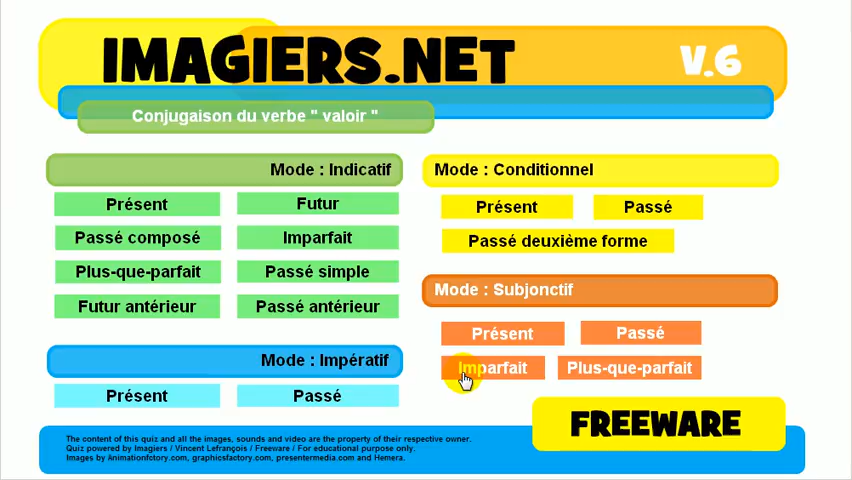 IMAGIERS.NET
V.6
Conjugaison du verbe " valoir "
Mode : Indicatif
Présent
Futur
Passé composé
Imparfait
Plus-que-parfait
Passé simple
Futur antérieur
Passé antérieur
Mode : Impératif
Présent
Passé
Mode : Conditionnel
Présent
Passé
Passé deuxième forme
Mode : Subjonctif
Présent
Passé
Imparfait
Plus-que-parfait
FREEWARE
The content of this quiz and all the images, sounds and video are the property of their respective owner.
Quiz powered by Imagiers / Vincent Lefrançois / Freeware / For educational purpose only.
Images by Animationfctory.com, graphicsfactory.com, presentermedia.com and Hemera.